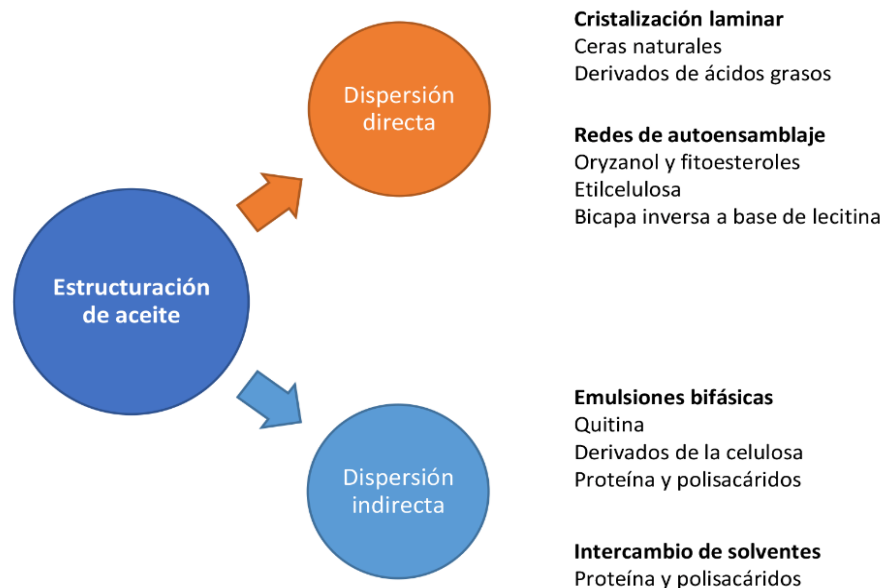 Estructuración
de aceite
Dispersión
directa
Cristalización laminar
Ceras naturales
Derivados de ácidos grasos
Redes de autoensamblaje
Oryzanol y fitoesteroles
Etilcelulosa
Bicapa inversa a base de lecitina
Dispersión
indirecta
Emulsiones bifásicas
Quitina
Derivados de la celulosa
Proteína y polisacáridos
Intercambio de solventes
Proteína y polisacáridos